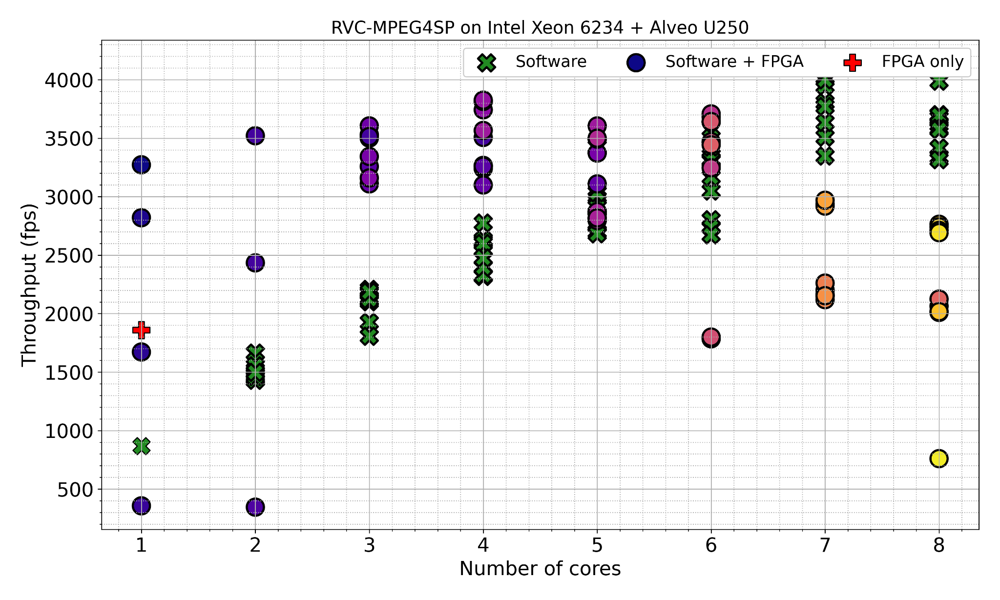 RVC-MPEG4SP on Intel Xeon 6234 + Alveo U250
Software
Software + FPGA
FPGA only
Throughput (fps)
4000
3500
3000
2500
2000
1500
1000
500
1 2 3 4 5 6 7 8
Number of cores